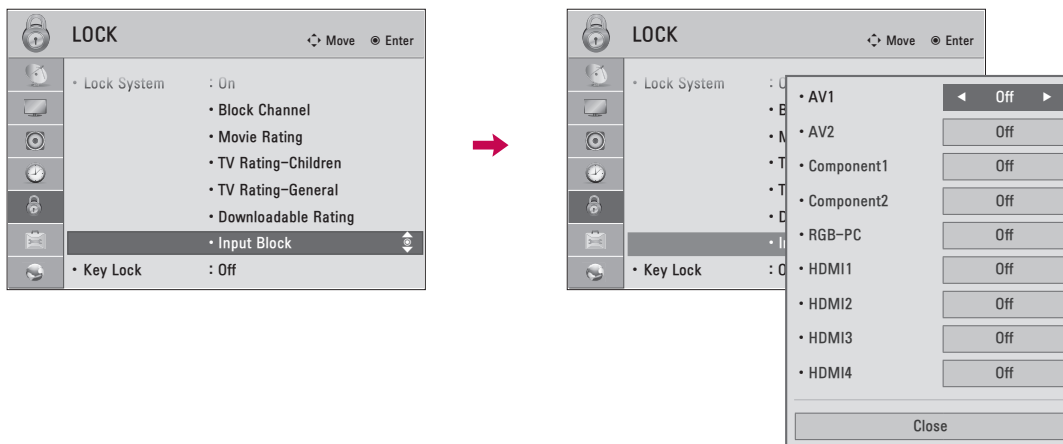 LOCK
Move Enter
• Lock System : On
• Block Channel
• Movie Rating
• TV Rating-Children
• TV Rating-General
• Downloadable Rating
• Input Block
• Key Lock : Off
LOCK
Move Enter
• Lock System :
• Key Lock :
• AV1 ◄ Off ►
• AV2 Off
• Component1 Off
• Component2 Off
• RGB-PC Off
• HDMI1 Off
• HDMI2 Off
• HDMI3 Off
• HDMI4 Off
Close